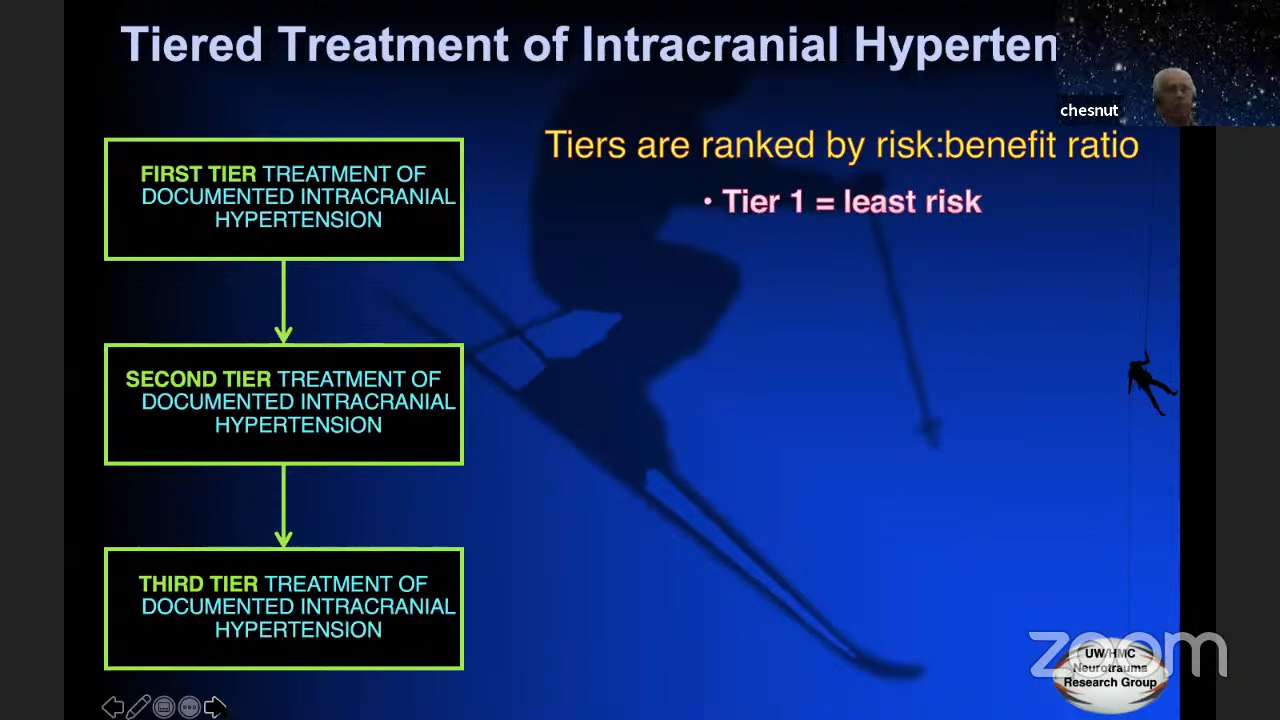 Tiered Treatment of Intracranial Hyperten
chesnut
Tiers are ranked by risk:benefit ratio
• Tier 1 = least risk
FIRST TIER TREATMENT OF
DOCUMENTED INTRACRANIAL
HYPERTENSION
SECOND TIER TREATMENT OF
DOCUMENTED INTRACRANIAL
HYPERTENSION
THIRD TIER TREATMENT OF
DOCUMENTED INTRACRANIAL
HYPERTENSION
zoom
UW/HMC
Neurotrauma
Research Group